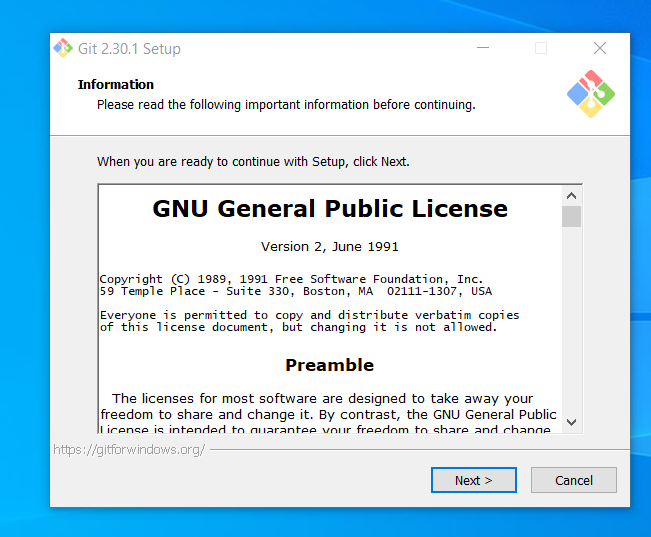 Git 2.30.1 Setup
Information
Please read the following important information before continuing.
When you are ready to continue with Setup, click Next.
GNU General Public License
Version 2, June 1991
Copyright (C) 1989, 1991 Free Software Foundation, Inc.
59 Temple Place - Suite 330, Boston, MA  02111-1307, USA
Everyone is permitted to copy and distribute verbatim copies
of this license document, but changing it is not allowed.
Preamble
The licenses for most software are designed to take away your
freedom to share and change it. By contrast, the GNU General Public
License is intended to guarantee your freedom to share and change
https://gitforwindows.org/
Next >
Cancel